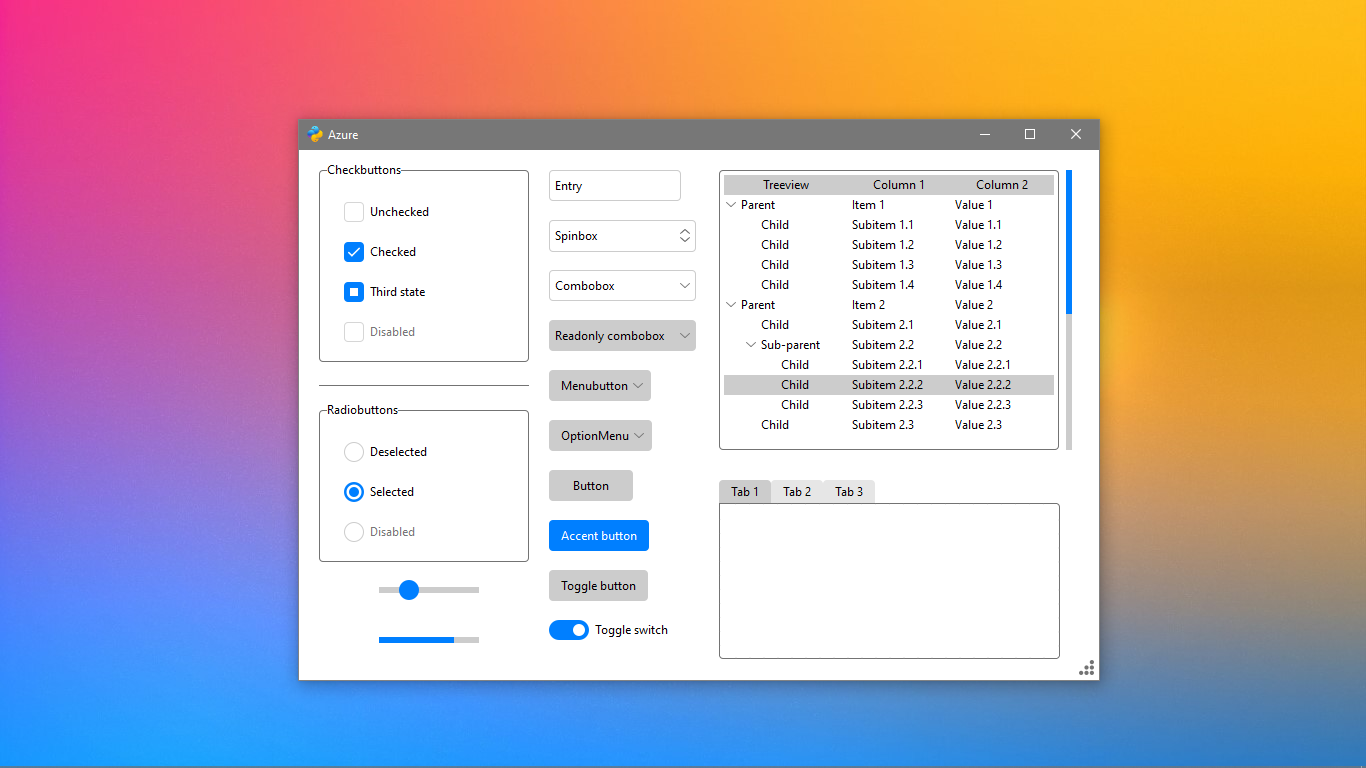 Azure
Checkbuttons
Unchecked
Checked
Third state
Disabled
Radiobuttons
Deselected
Selected
Disabled
Entry
Spinbox
Combobox
Readonly combobox
Menubutton
OptionMenu
Button
Accent button
Toggle button
Toggle switch
Treeview Column 1 Column 2
Parent Item 1 Value 1
Child Subitem 1.1 Value 1.1
Child Subitem 1.2 Value 1.2
Child Subitem 1.3 Value 1.3
Child Subitem 1.4 Value 1.4
Parent Item 2 Value 2
Child Subitem 2.1 Value 2.1
Sub-parent Subitem 2.2 Value 2.2
Child Subitem 2.2.1 Value 2.2.1
Child Subitem 2.2.2 Value 2.2.2
Child Subitem 2.2.3 Value 2.2.3
Child Subitem 2.3 Value 2.3
Tab 1 Tab 2 Tab 3